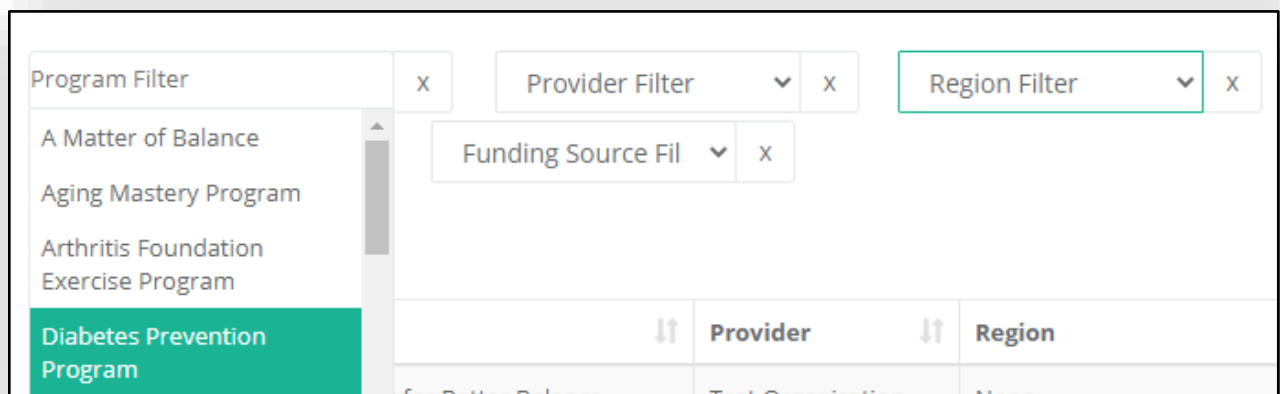 Program Filter x Provider Filter x Region Filter x
A Matter of Balance
Funding Source Fil x
Aging Mastery Program
Arthritis Foundation
Exercise Program
Provider Region
Diabetes Prevention
Program